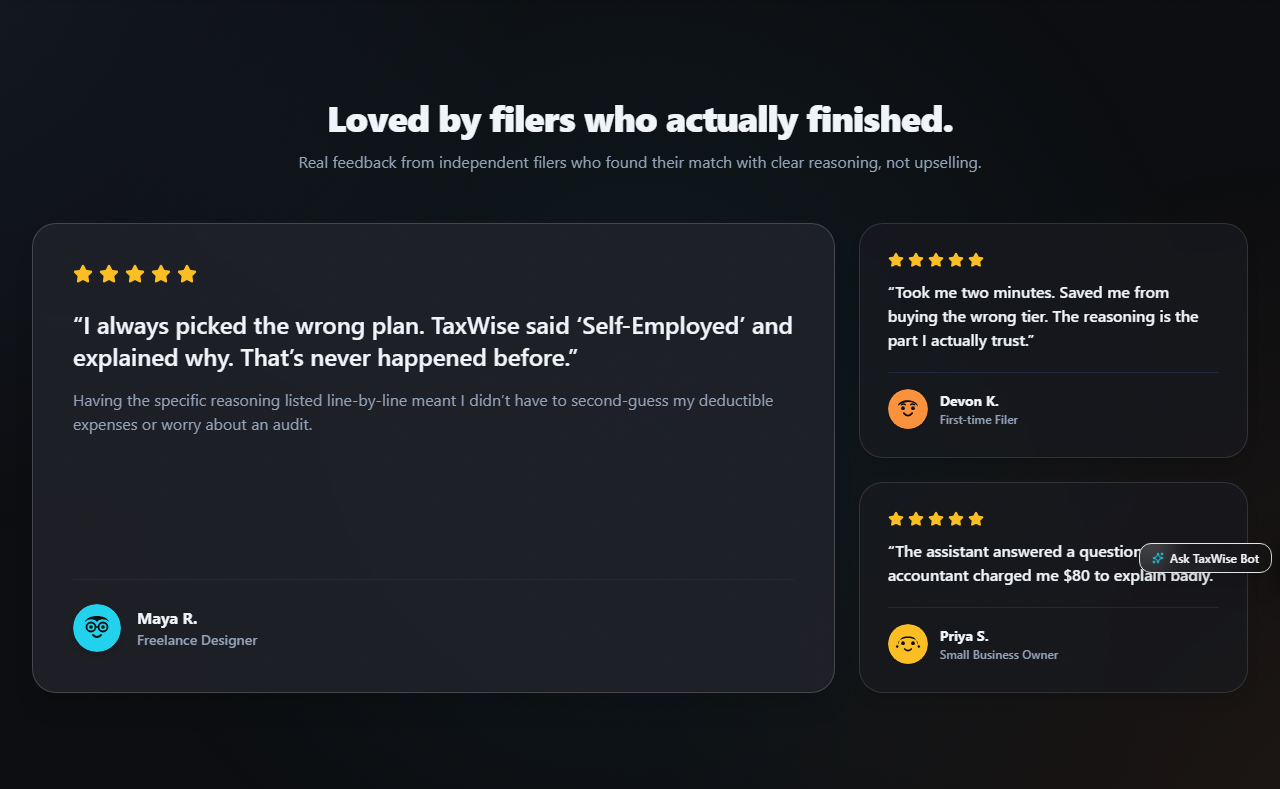 Loved by filers who actually finished.
Real feedback from independent filers who found their match with clear reasoning, not upselling.
“I always picked the wrong plan. TaxWise said ‘Self-Employed’ and
explained why. That’s never happened before.”
Having the specific reasoning listed line-by-line meant I didn’t have to second-guess my deductible
expenses or worry about an audit.
Maya R.
Freelance Designer
“Took me two minutes. Saved me from
buying the wrong tier. The reasoning is the
part I actually trust.”
Devon K.
First-time Filer
“The assistant answered a question
accountant charged me $80 to explain badly.
Ask TaxWise Bot
Priya S.
Small Business Owner